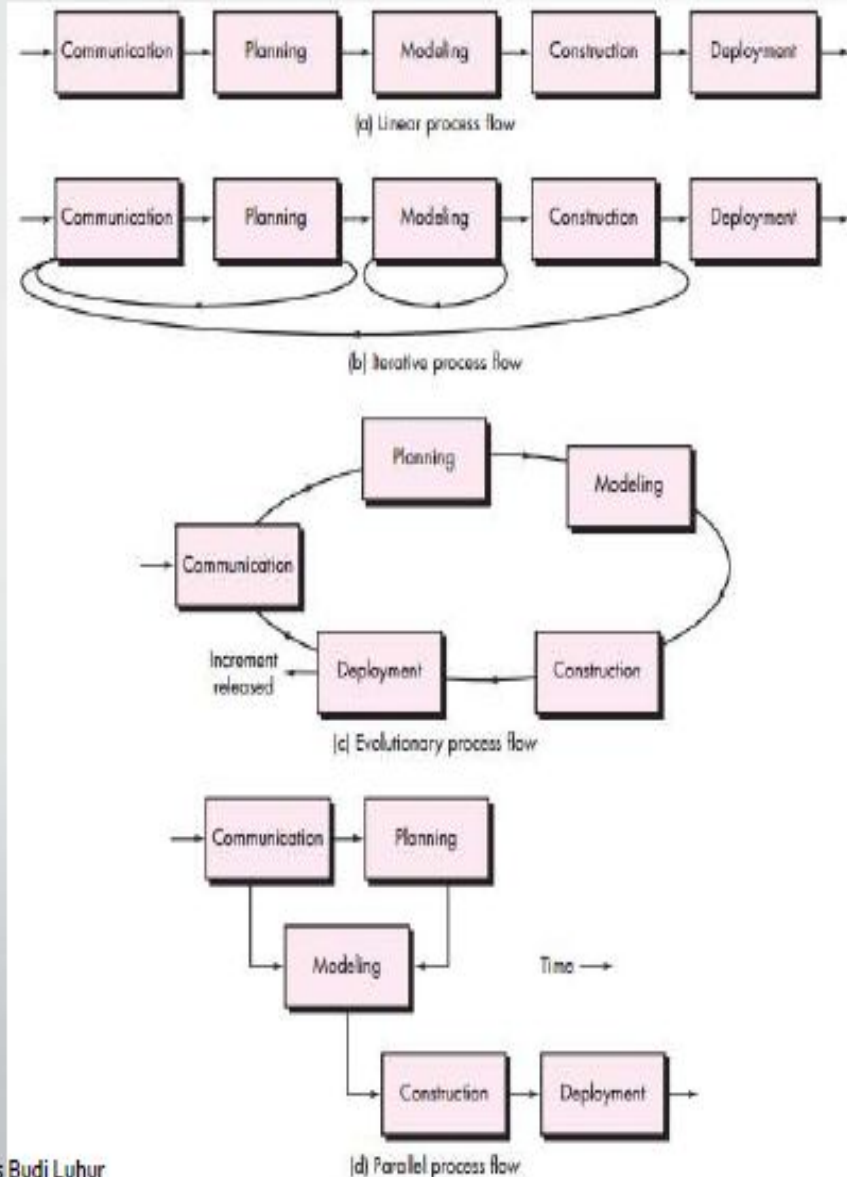 Communication Planning Modeling Construction Deployment
(a) Linear process flow
Communication Planning Modeling Construction Deployment
(b) Iterative process flow
Planning
Modeling
Communication
Increment
released
Deployment
Construction
(c) Evolutionary process flow
Communication Planning
Modeling
Time
Construction Deployment
(d) Parallel process flow
s Budi Luhur